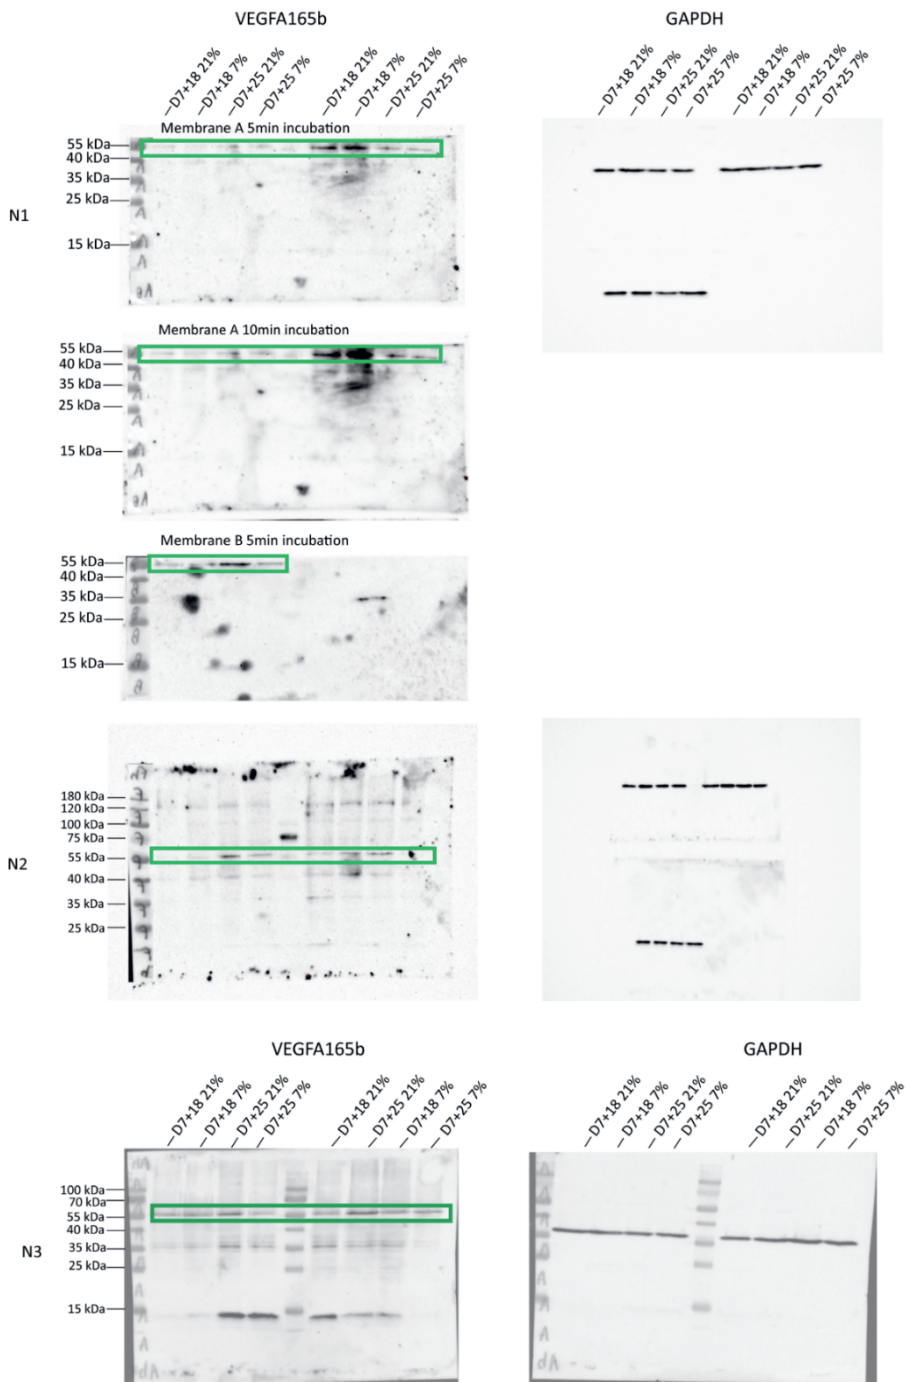 VEGFA165b
GAPDH
—D7+18 21%
—D7+18 7%
—D7+25 21%
—D7+25 7%
—D7+18 21%
—D7+18 7%
—D7+25 21%
—D7+25 7%
—D7+18 21%
—D7+18 7%
—D7+25 21%
—D7+25 7%
—D7+18 21%
—D7+18 7%
—D7+25 21%
—D7+25 7%
N1
Membrane A 5min incubation
55 kDa
40 kDa
35 kDa
25 kDa
15 kDa
Membrane A 10min incubation
55 kDa
40 kDa
35 kDa
25 kDa
15 kDa
Membrane B 5min incubation
55 kDa
40 kDa
35 kDa
25 kDa
15 kDa
N2
180 kDa
120 kDa
100 kDa
75 kDa
55 kDa
40 kDa
35 kDa
25 kDa
VEGFA165b
GAPDH
—D7+18 21%
—D7+18 7%
—D7+25 21%
—D7+25 7%
—D7+18 21%
—D7+25 21%
—D7+18 7%
—D7+25 7%
—D7+18 21%
—D7+18 7%
—D7+25 21%
—D7+25 7%
—D7+18 21%
—D7+25 21%
—D7+18 7%
—D7+25 7%
N3
100 kDa
70 kDa
55 kDa
40 kDa
35 kDa
25 kDa
15 kDa